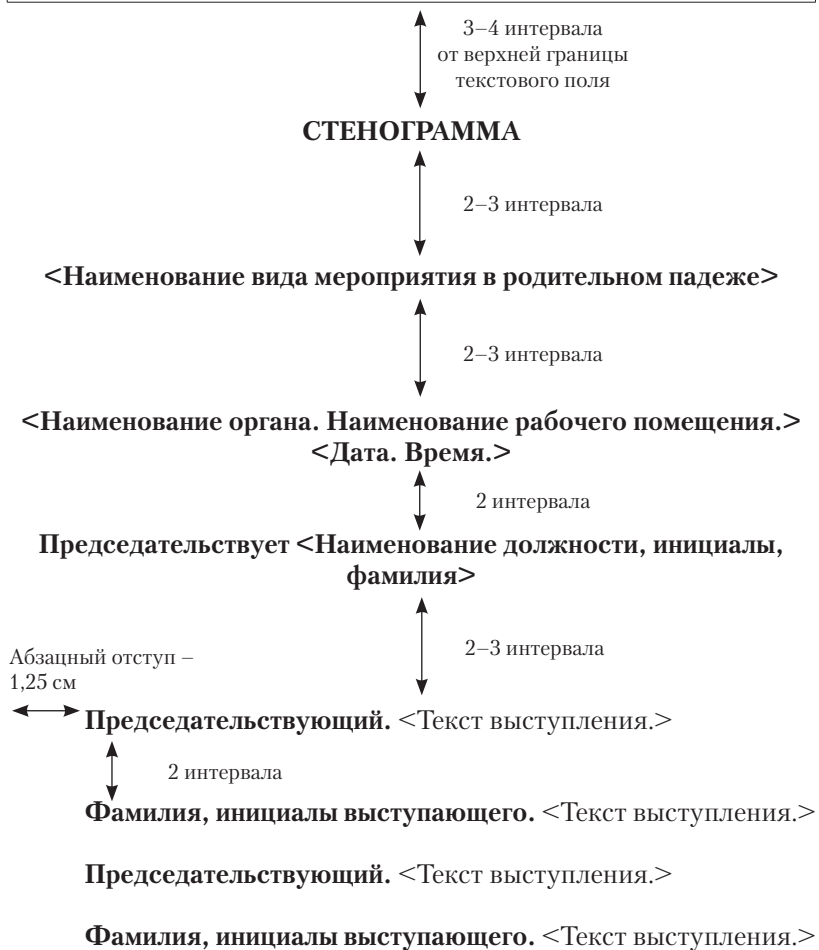 3–4 интервала
от верхней границы
текстового поля
СТЕНОГРАММА
2–3 интервала
<Наименование вида мероприятия в родительном падеже>
2–3 интервала
<Наименование органа. Наименование рабочего помещения.>
<Дата. Время.>
2 интервала
Председательствует <Наименование должности, инициалы,
фамилия>
2–3 интервала
Абзацный отступ –
1,25 см
Председательствующий. <Текст выступления.>
2 интервала
Фамилия, инициалы выступающего. <Текст выступления.>
Председательствующий. <Текст выступления.>
Фамилия, инициалы выступающего. <Текст выступления.>